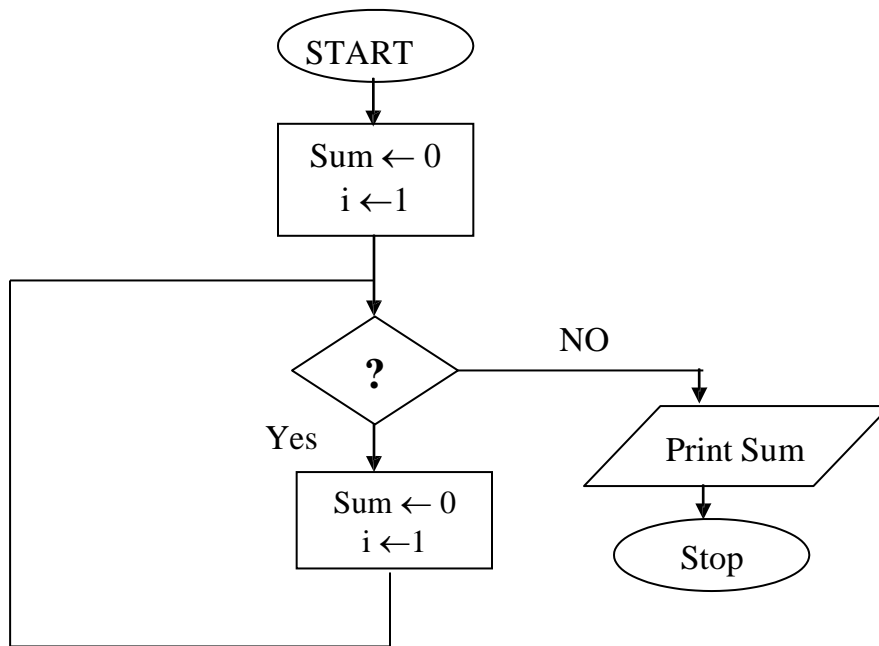 START
Sum ← 0
i ←1
?
NO
Yes
Print Sum
Sum ← 0
i ←1
Stop